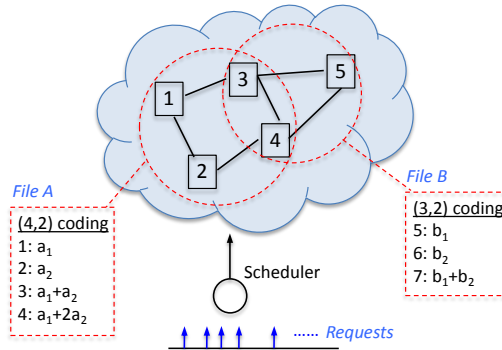 5
3
1
4
2
File A
File B
(4,2) coding
1: a₁
2: a₂
3: a₁+a₂
4: a₁+2a₂
(3,2) coding
5: b₁
6: b₂
7: b₁+b₂
Scheduler
...... Requests